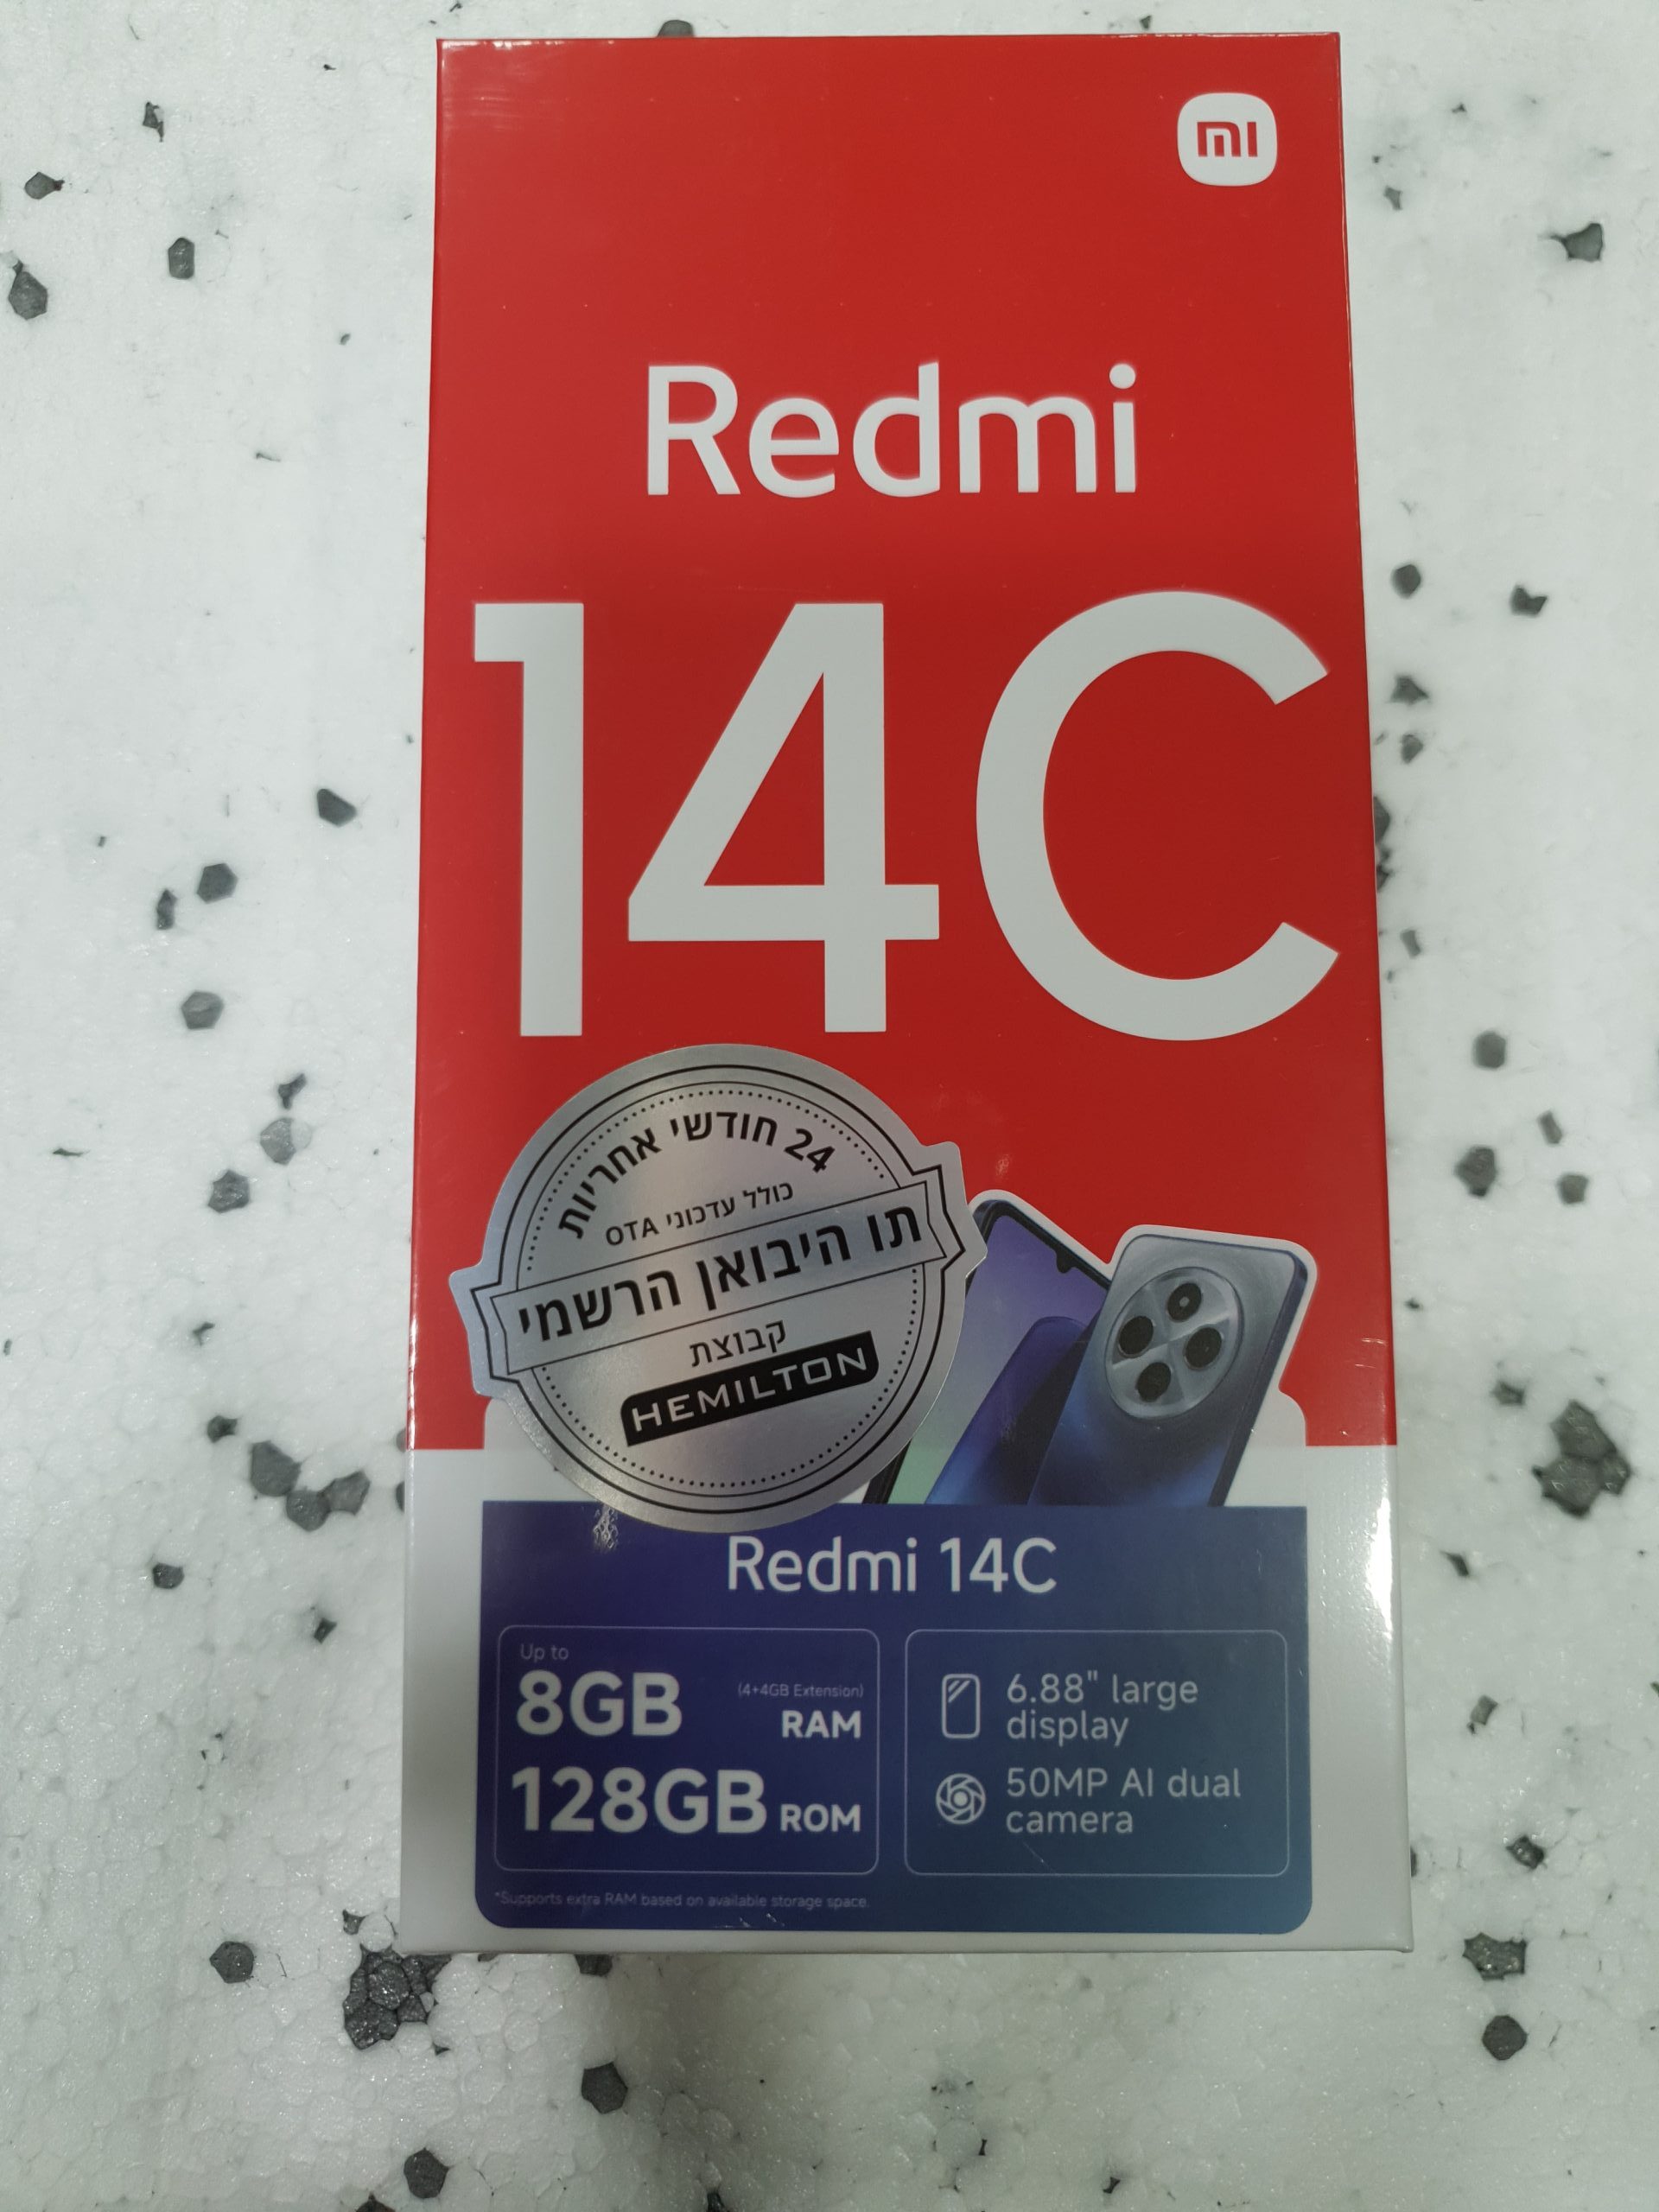 mi
Redmi
14C
24 חודשי אחריות
כולל עדכוני OTA
תו היבואן הרשמי
קבוצת
HEMILTON
Redmi 14C
Up to
8GB (4+4GB Extension) RAM
128GB ROM
6.88" large
display
50MP AI dual
camera
*Supports extra RAM based on available storage space.